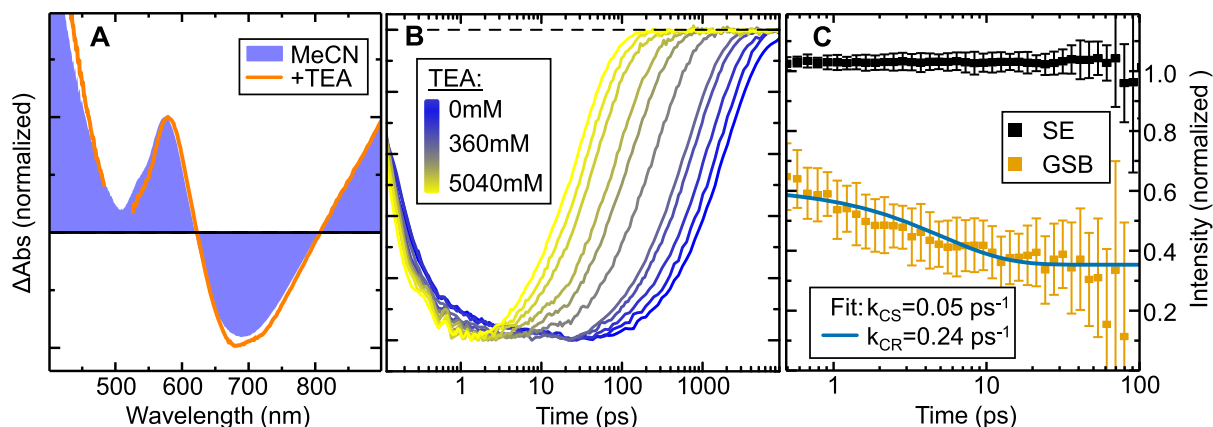 A
MeCN
+TEA
ΔAbs (normalized)
500 600 700 800
Wavelength (nm)
B
TEA:
0mM
360mM
5040mM
1 10 100 1000
Time (ps)
C
SE
GSB
Fit: kCS=0.05 ps⁻¹
kCR=0.24 ps⁻¹
1.0
0.8
0.6
0.4
0.2
Intensity (normalized)
1 10 100
Time (ps)